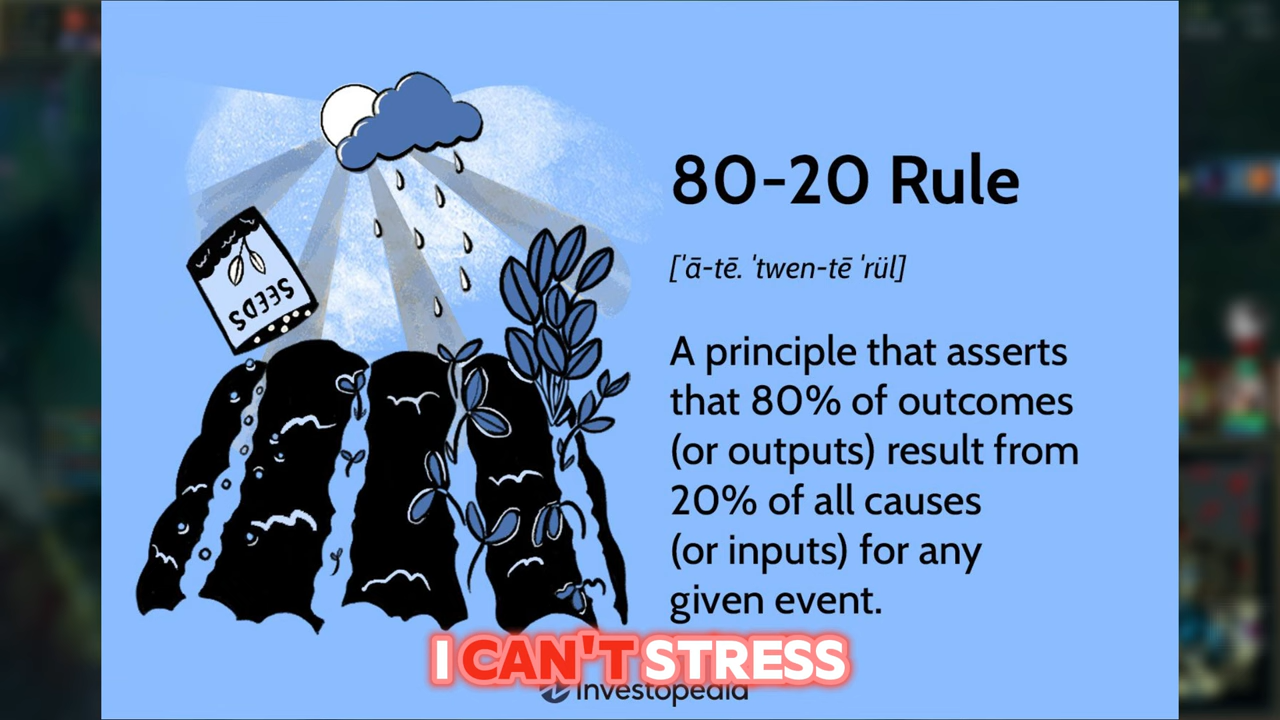 80-20 Rule
[ˈā-tē. ˈtwen-tē ˈrül]
A principle that asserts
that 80% of outcomes
(or outputs) result from
20% of all causes
(or inputs) for any
given event.
SEEDS
I CAN'T STRESS
Investopedia